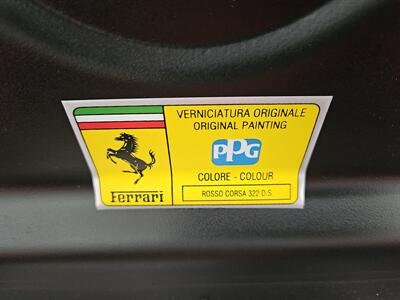 VERNICIATURA ORIGINALE
ORIGINAL PAINTING
PPG
COLORE - COLOUR
ROSSO CORSA 322 D.S.
Ferrari